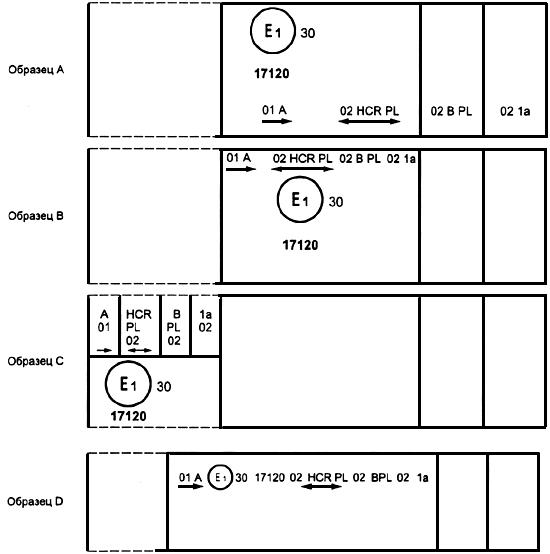 E1 30
Образец A
17120
01 A 02 HCR PL 02 B PL 02 1a
01 A 02 HCR PL 02 B PL 02 1a
E1 30
Образец B
17120
A HCR B 1a
01 PL PL 02
02 02
Образец C
E1 30
17120
Образец D
01 A E1 30 17120 02 HCR PL 02 BPL 02 1a